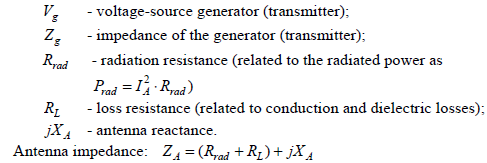 V_g - voltage-source generator (transmitter);
Z_g - impedance of the generator (transmitter);
R_rad - radiation resistance (related to the radiated power as
P_rad = I_A^2 · R_rad)
R_L - loss resistance (related to conduction and dielectric losses);
jX_A - antenna reactance.
Antenna impedance: Z_A = (R_rad + R_L) + jX_A